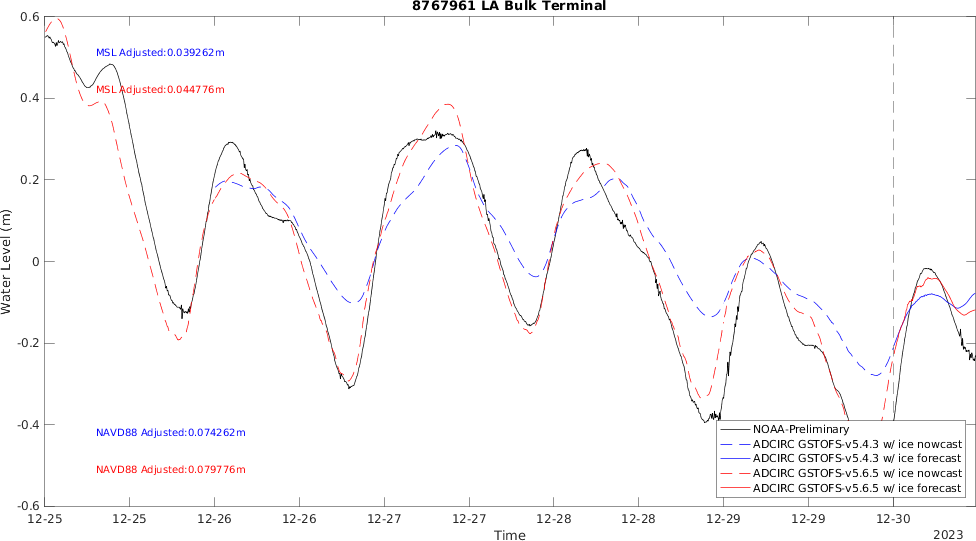 8767961 LA Bulk Terminal
0.6
0.4
0.2
0
-0.2
-0.4
-0.6
Water Level (m)
MSL Adjusted:0.039262m
MSL Adjusted:0.044776m
NAVD88 Adjusted:0.074262m
NAVD88 Adjusted:0.079776m
NOAA-Preliminary
ADCIRC GSTOFS-v5.4.3 w/ ice nowcast
ADCIRC GSTOFS-v5.4.3 w/ ice forecast
ADCIRC GSTOFS-v5.6.5 w/ ice nowcast
ADCIRC GSTOFS-v5.6.5 w/ ice forecast
12-25 12-25 12-26 12-26 12-27 12-27 12-28 12-28 12-29 12-29 12-30
Time
2023